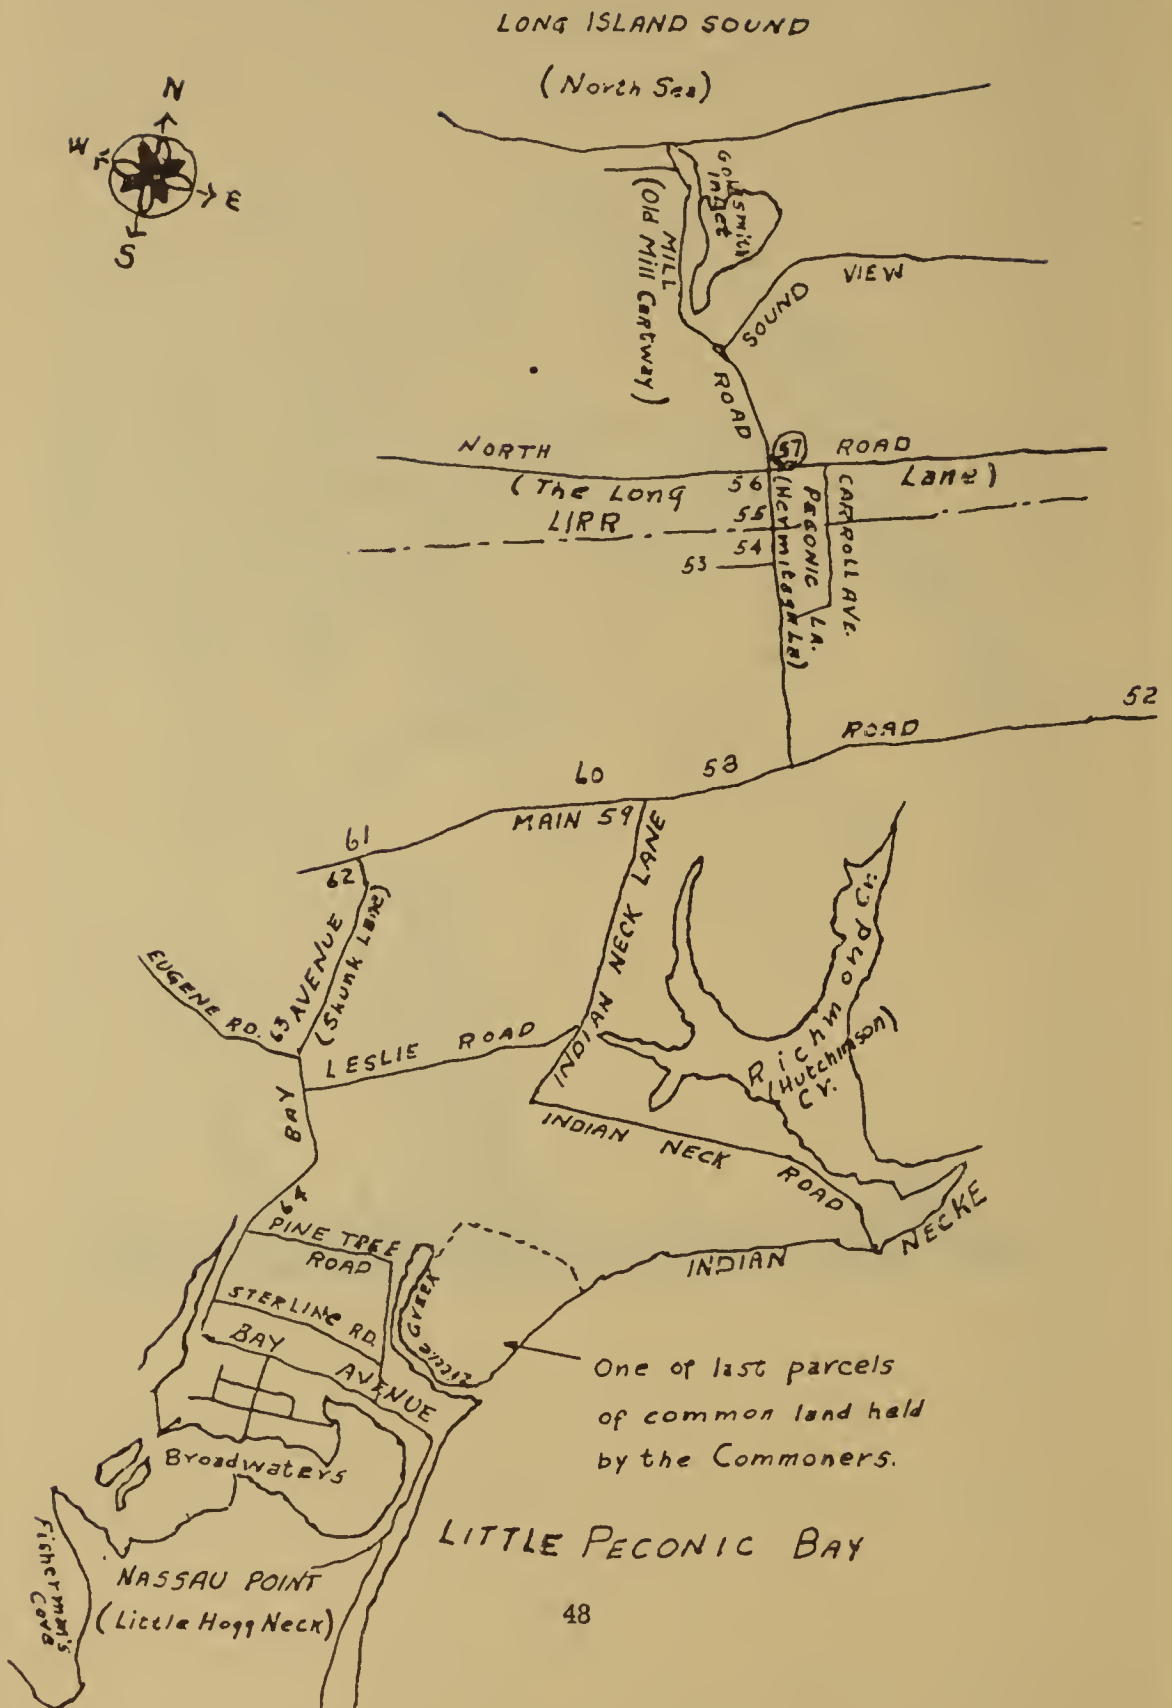 LONG ISLAND SOUND
(North Sea)
N
W
E
S
Goldsmith
Inlet
MILL
(Old Mill Cartway)
SOUND VIEW
ROAD
NORTH
57
ROAD
(The Long
56
Lane)
LIRR
55
54
53
(Hermitage La)
PECONIC LA.
CARROLL AVE.
52
ROAD
60
58
MAIN 59
61
62
AVENUE
(Skunk Lane)
63
EUGENE RD.
LESLIE ROAD
INDIAN NECK LANE
Richmond Cr.
(Hutchinson)
Cr.
BAY
INDIAN NECK ROAD
64
INDIAN NECKE
PINE TREE
ROAD
LITTLE CREEK
STERLING RD.
BAY AVENUE
One of last parcels
of common land held
by the Commoners.
Broadwaters
LITTLE PECONIC BAY
Fisherman's
Cove
NASSAU POINT
(Little Hogg Neck)
48